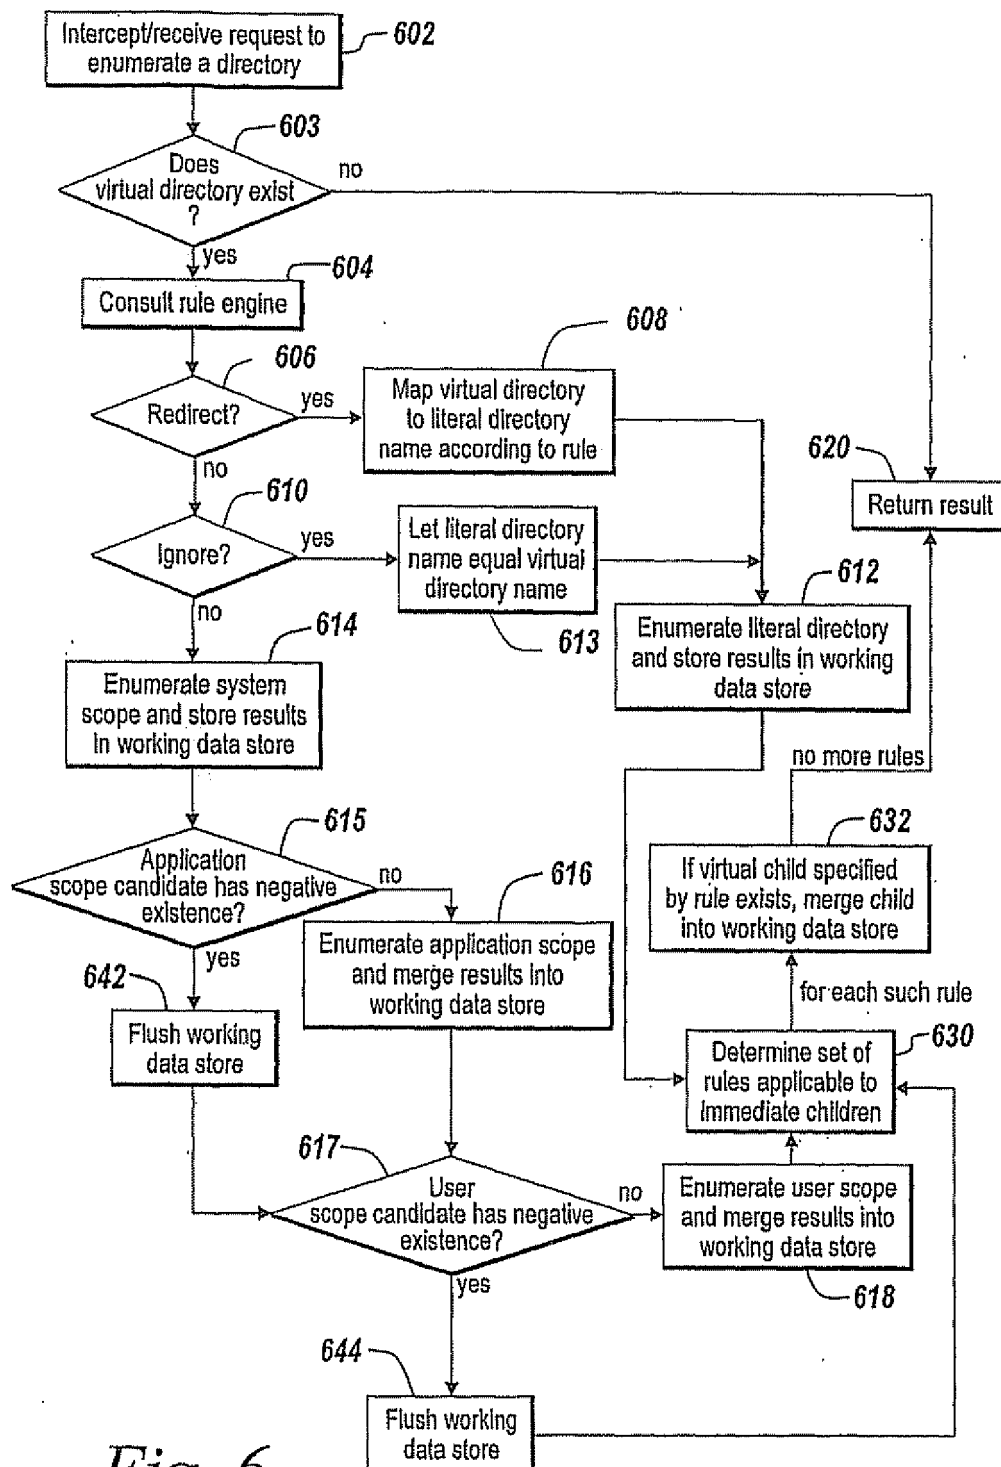 Intercept/receive request to
enumerate a directory
602
603
Does
virtual directory exist
?
no
yes
604
Consult rule engine
606
Redirect?
yes
608
Map virtual directory
to literal directory
name according to rule
no
610
Ignore?
yes
Let literal directory
name equal virtual
directory name
613
620
Return result
612
Enumerate literal directory
and store results in working
data store
no
614
Enumerate system
scope and store results
in working data store
no more rules
615
Application
scope candidate has negative
existence?
no
616
Enumerate application scope
and merge results into
working data store
632
If virtual child specified
by rule exists, merge child
into working data store
yes
642
Flush working
data store
for each such rule
630
Determine set of
rules applicable to
immediate children
617
User
scope candidate has negative
existence?
no
Enumerate user scope
and merge results into
working data store
618
yes
644
Flush working
data store
Fig. 6